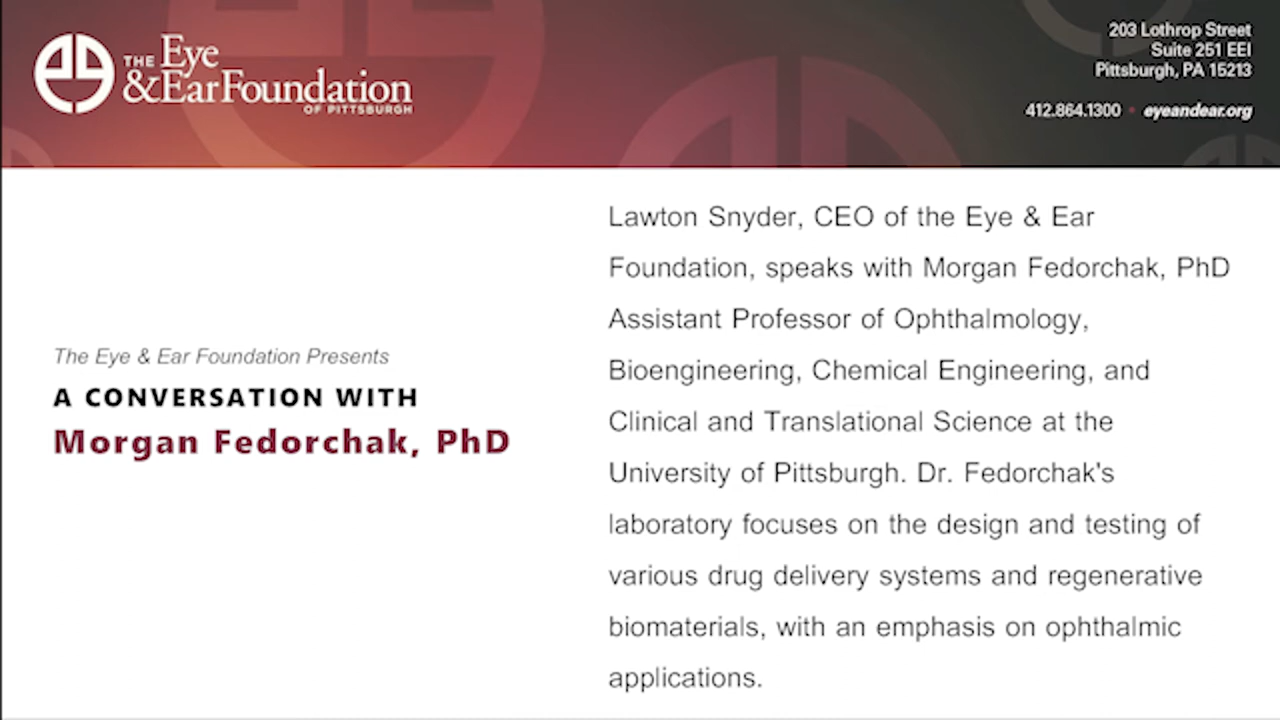 THE Eye
&Ear Foundation
OF PITTSBURGH
203 Lothrop Street
Suite 251 EEI
Pittsburgh, PA 15213
412.864.1300 • eyeandear.org
The Eye & Ear Foundation Presents
A CONVERSATION WITH
Morgan Fedorchak, PhD
Lawton Snyder, CEO of the Eye & Ear
Foundation, speaks with Morgan Fedorchak, PhD
Assistant Professor of Ophthalmology,
Bioengineering, Chemical Engineering, and
Clinical and Translational Science at the
University of Pittsburgh. Dr. Fedorchak's
laboratory focuses on the design and testing of
various drug delivery systems and regenerative
biomaterials, with an emphasis on ophthalmic
applications.